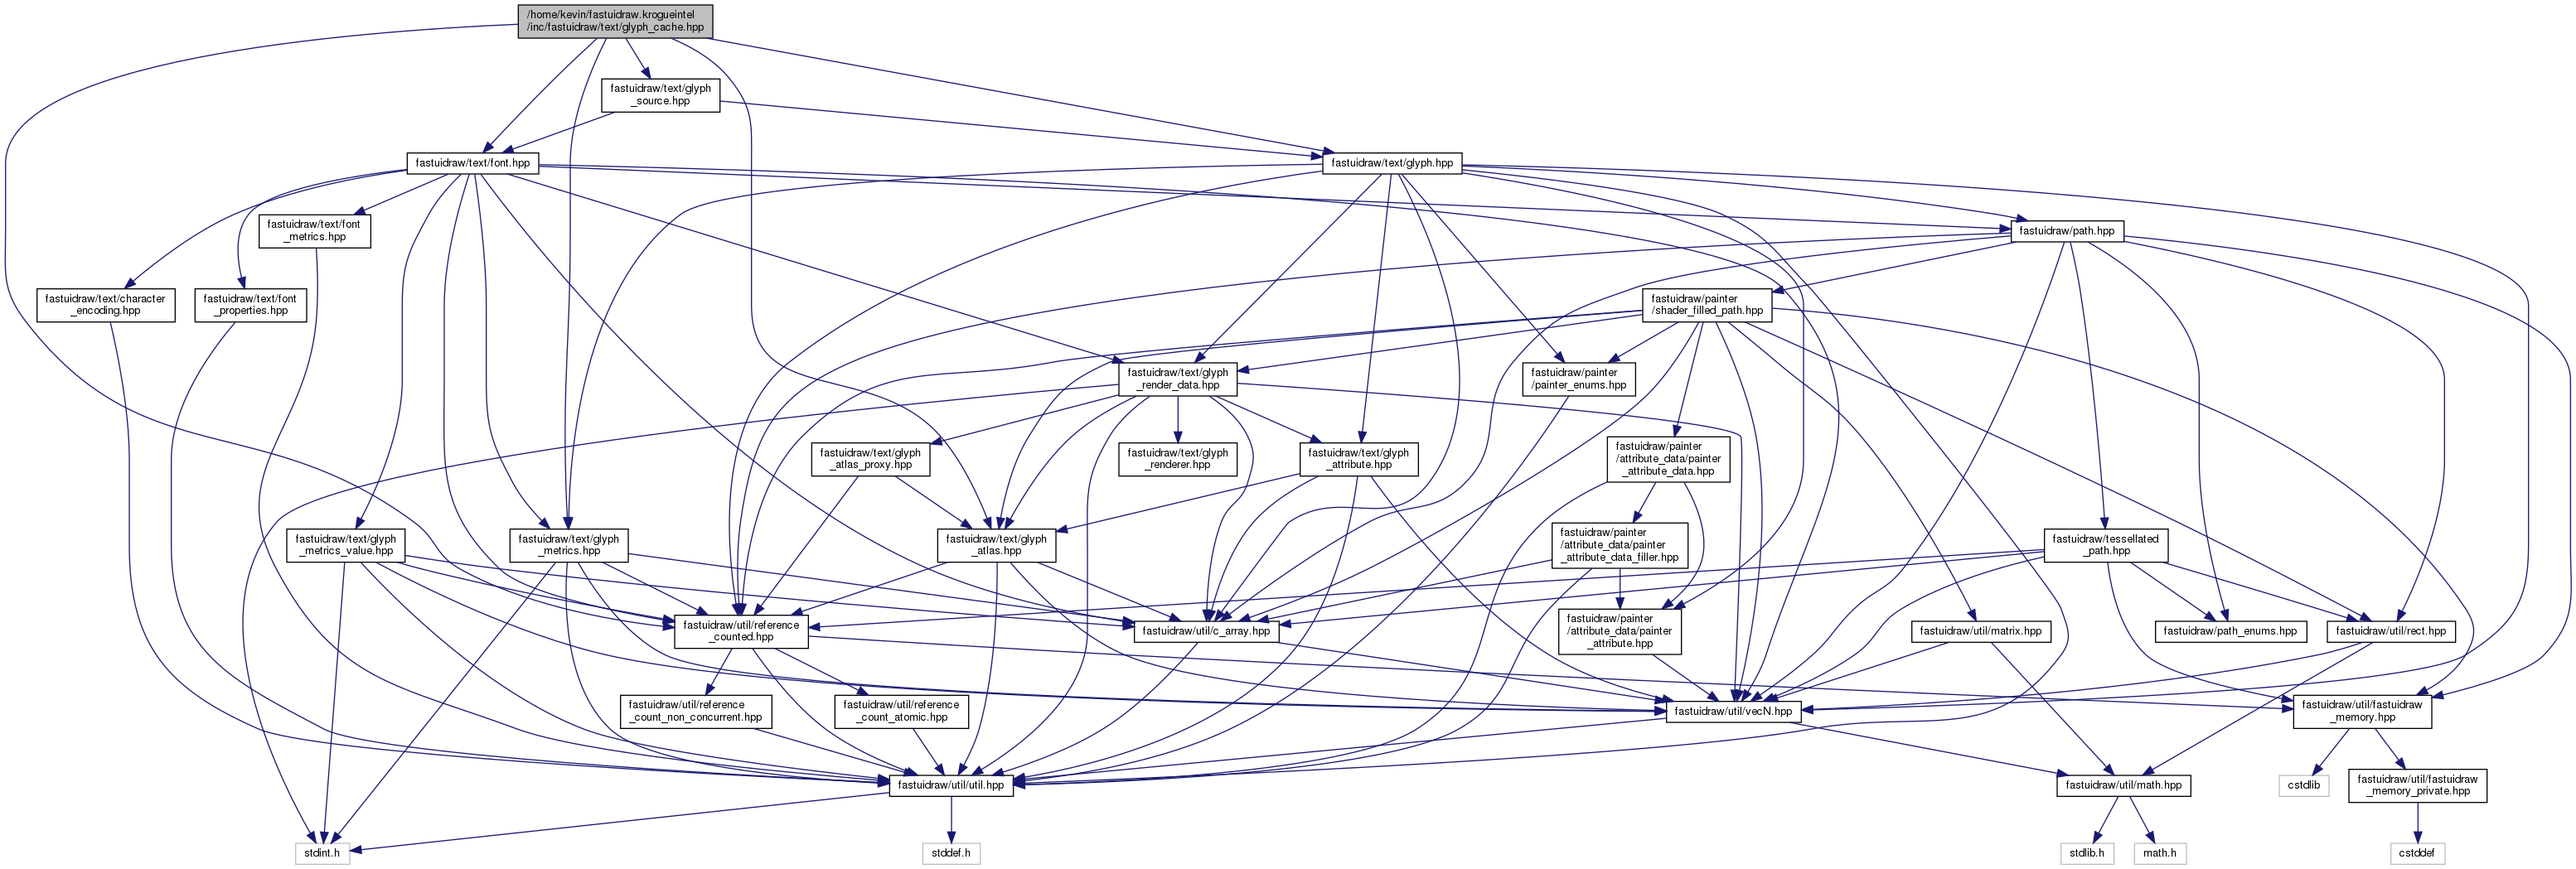 /home/kevin/fastuidraw.krogueintel
/inc/fastuidraw/text/glyph_cache.hpp
fastuidraw/text/glyph
_source.hpp
fastuidraw/text/font.hpp
fastuidraw/text/glyph.hpp
fastuidraw/text/font
_metrics.hpp
fastuidraw/path.hpp
fastuidraw/text/character
_encoding.hpp
fastuidraw/text/font
_properties.hpp
fastuidraw/painter
/shader_filled_path.hpp
fastuidraw/text/glyph
_render_data.hpp
fastuidraw/painter
/painter_enums.hpp
fastuidraw/text/glyph
_atlas_proxy.hpp
fastuidraw/text/glyph
_renderer.hpp
fastuidraw/text/glyph
_attribute.hpp
fastuidraw/painter
/attribute_data/painter
_attribute_data.hpp
fastuidraw/text/glyph
_metrics_value.hpp
fastuidraw/text/glyph
_metrics.hpp
fastuidraw/text/glyph
_atlas.hpp
fastuidraw/painter
/attribute_data/painter
_attribute_data_filler.hpp
fastuidraw/tessellated
_path.hpp
fastuidraw/util/reference
_counted.hpp
fastuidraw/util/c_array.hpp
fastuidraw/painter
/attribute_data/painter
_attribute.hpp
fastuidraw/util/matrix.hpp
fastuidraw/path_enums.hpp
fastuidraw/util/rect.hpp
fastuidraw/util/reference
_count_non_concurrent.hpp
fastuidraw/util/reference
_count_atomic.hpp
fastuidraw/util/vecN.hpp
fastuidraw/util/fastuidraw
_memory.hpp
fastuidraw/util/util.hpp
fastuidraw/util/math.hpp
cstdlib
fastuidraw/util/fastuidraw
_memory_private.hpp
stdint.h
stddef.h
stdlib.h
math.h
cstddef